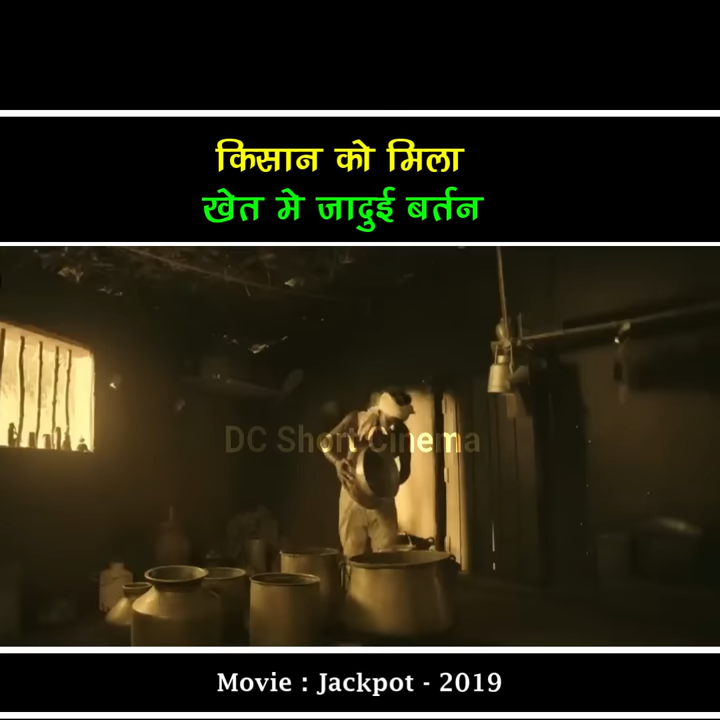 किसान को मिला
खेत मे जादुई बर्तन
DC Short Cinema
Movie : Jackpot - 2019